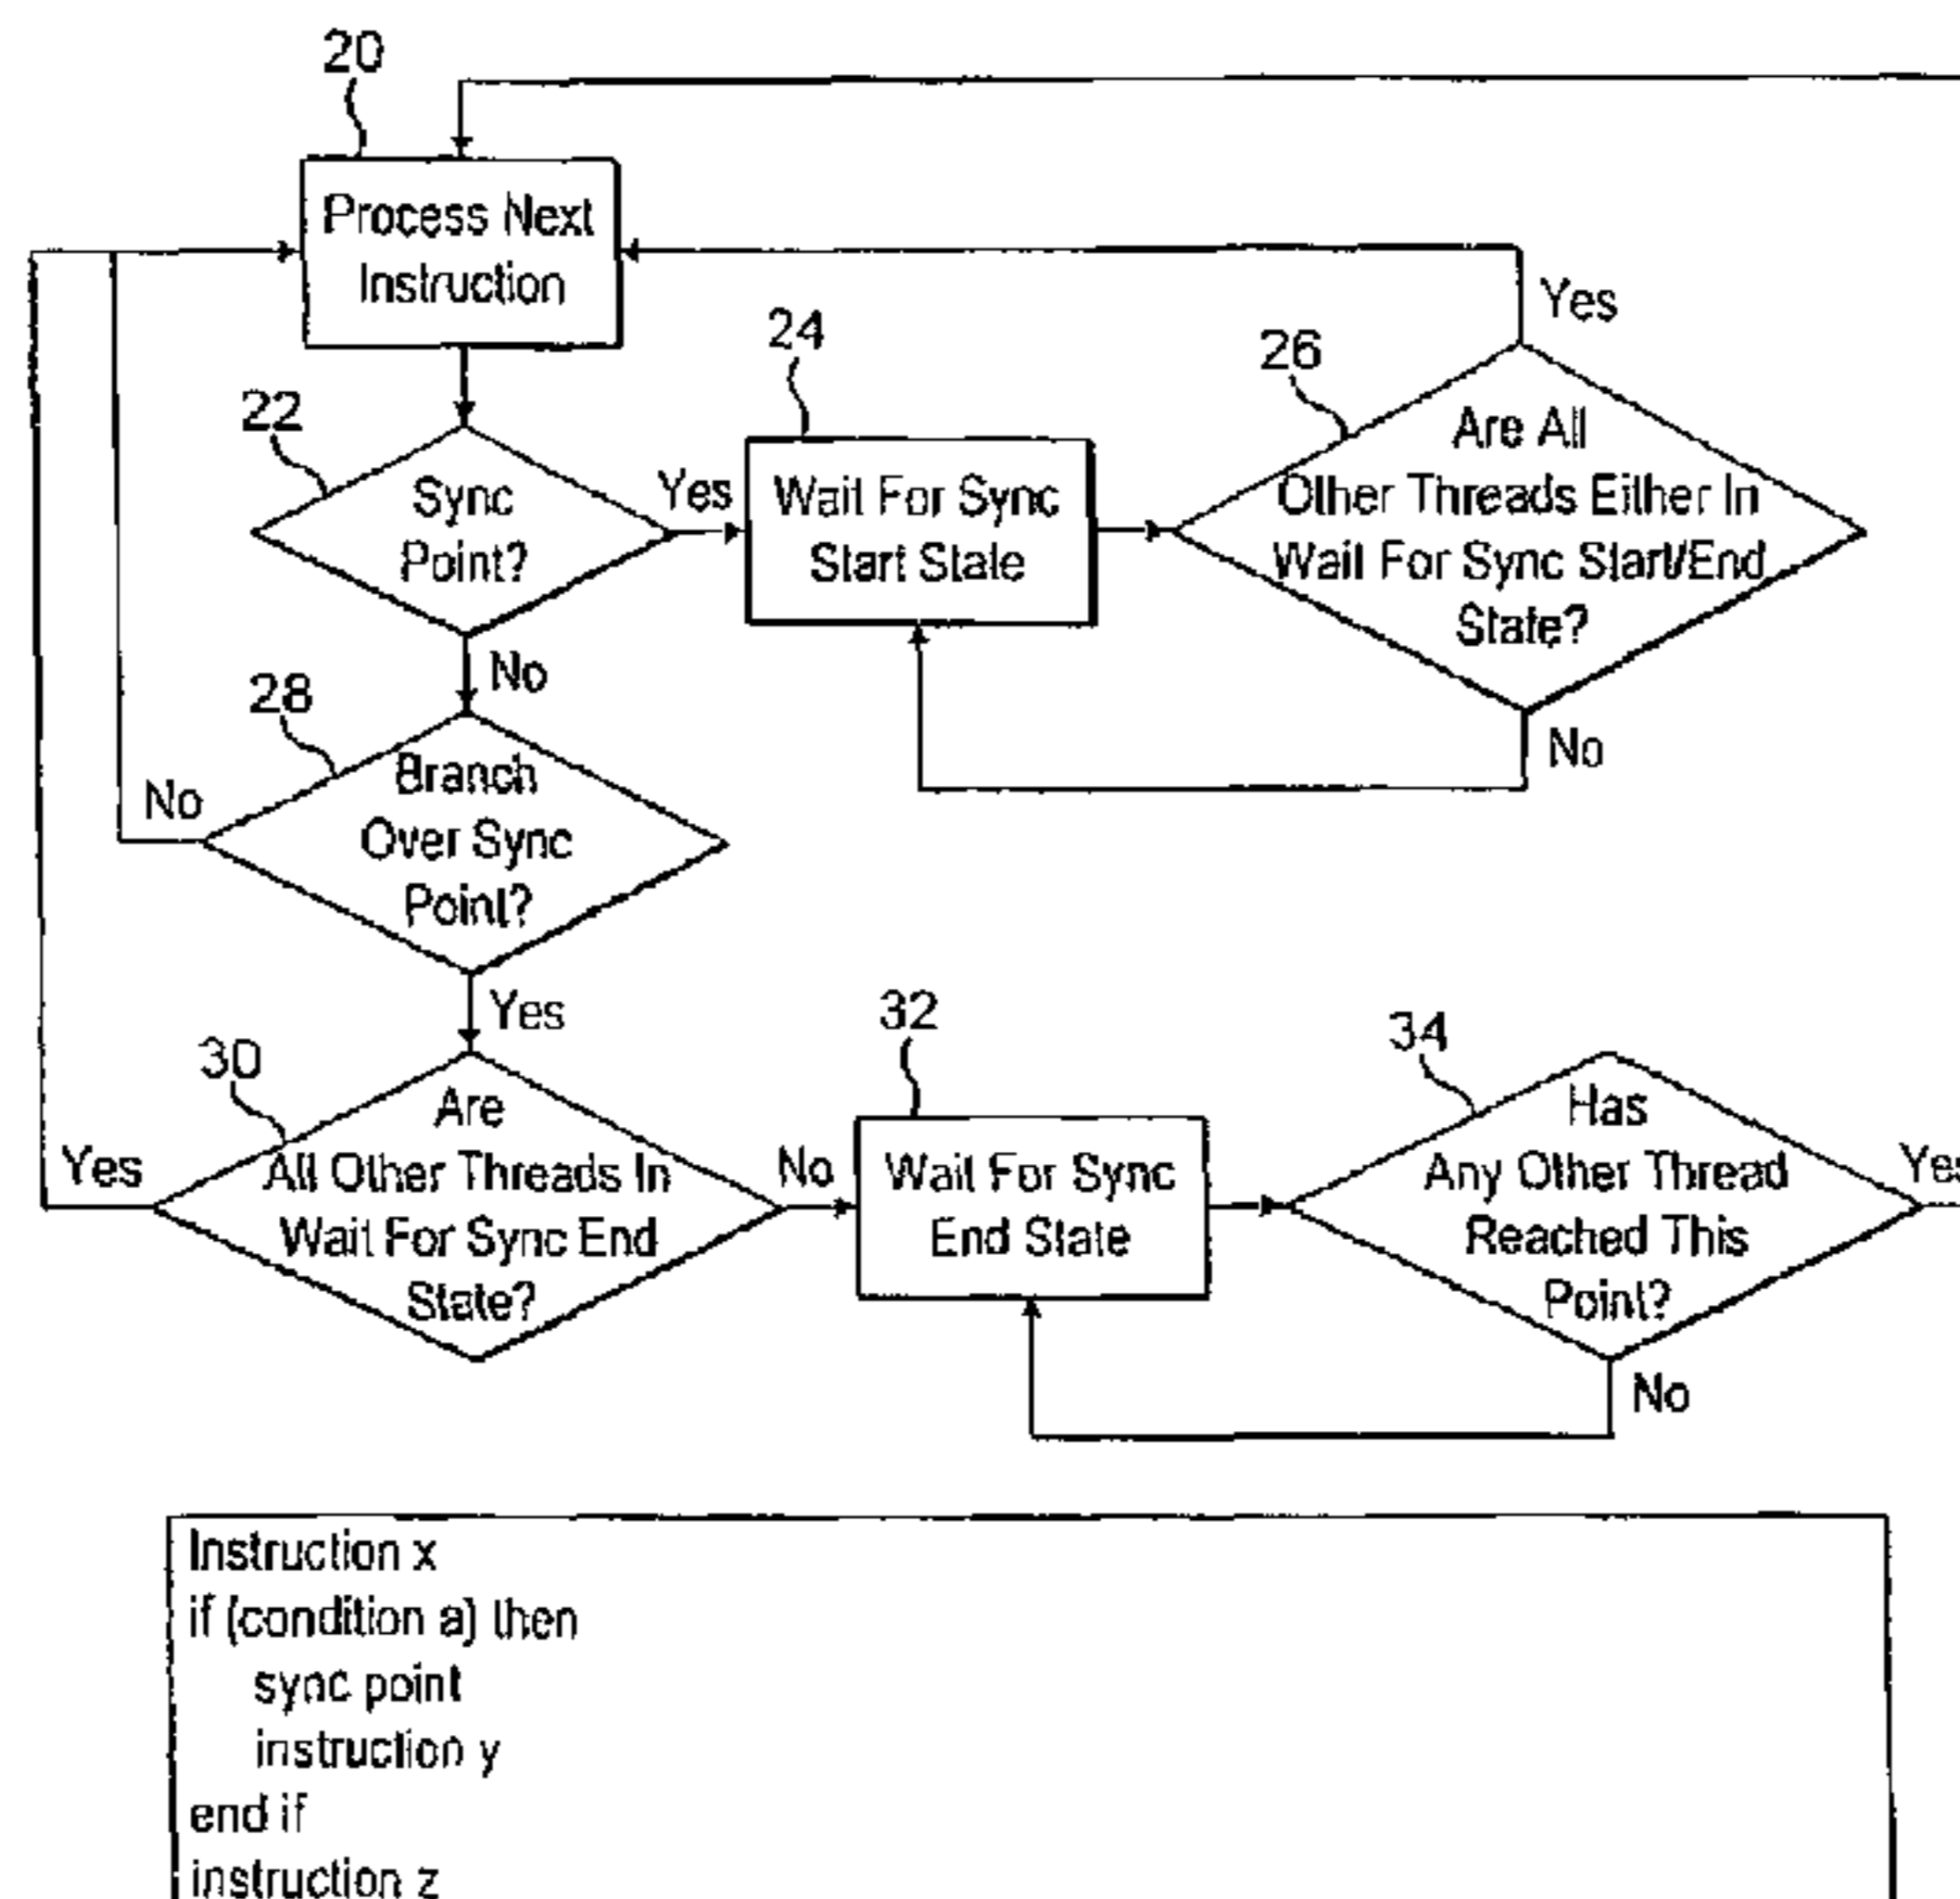 20
Process Next
Instruction
22
Sync
Point?
Yes
24
Wait For Sync
Start State
26
Are All
Other Threads Either In
Wait For Sync Start/End
State?
Yes
No
No
28
Branch
Over Sync
Point?
No
Yes
30
Are
All Other Threads In
Wait For Sync End
State?
Yes
No
32
Wait For Sync
End State
34
Has
Any Other Thread
Reached This
Point?
Yes
No
Instruction x
if (condition a) then
sync point
instruction y
end if
instruction z